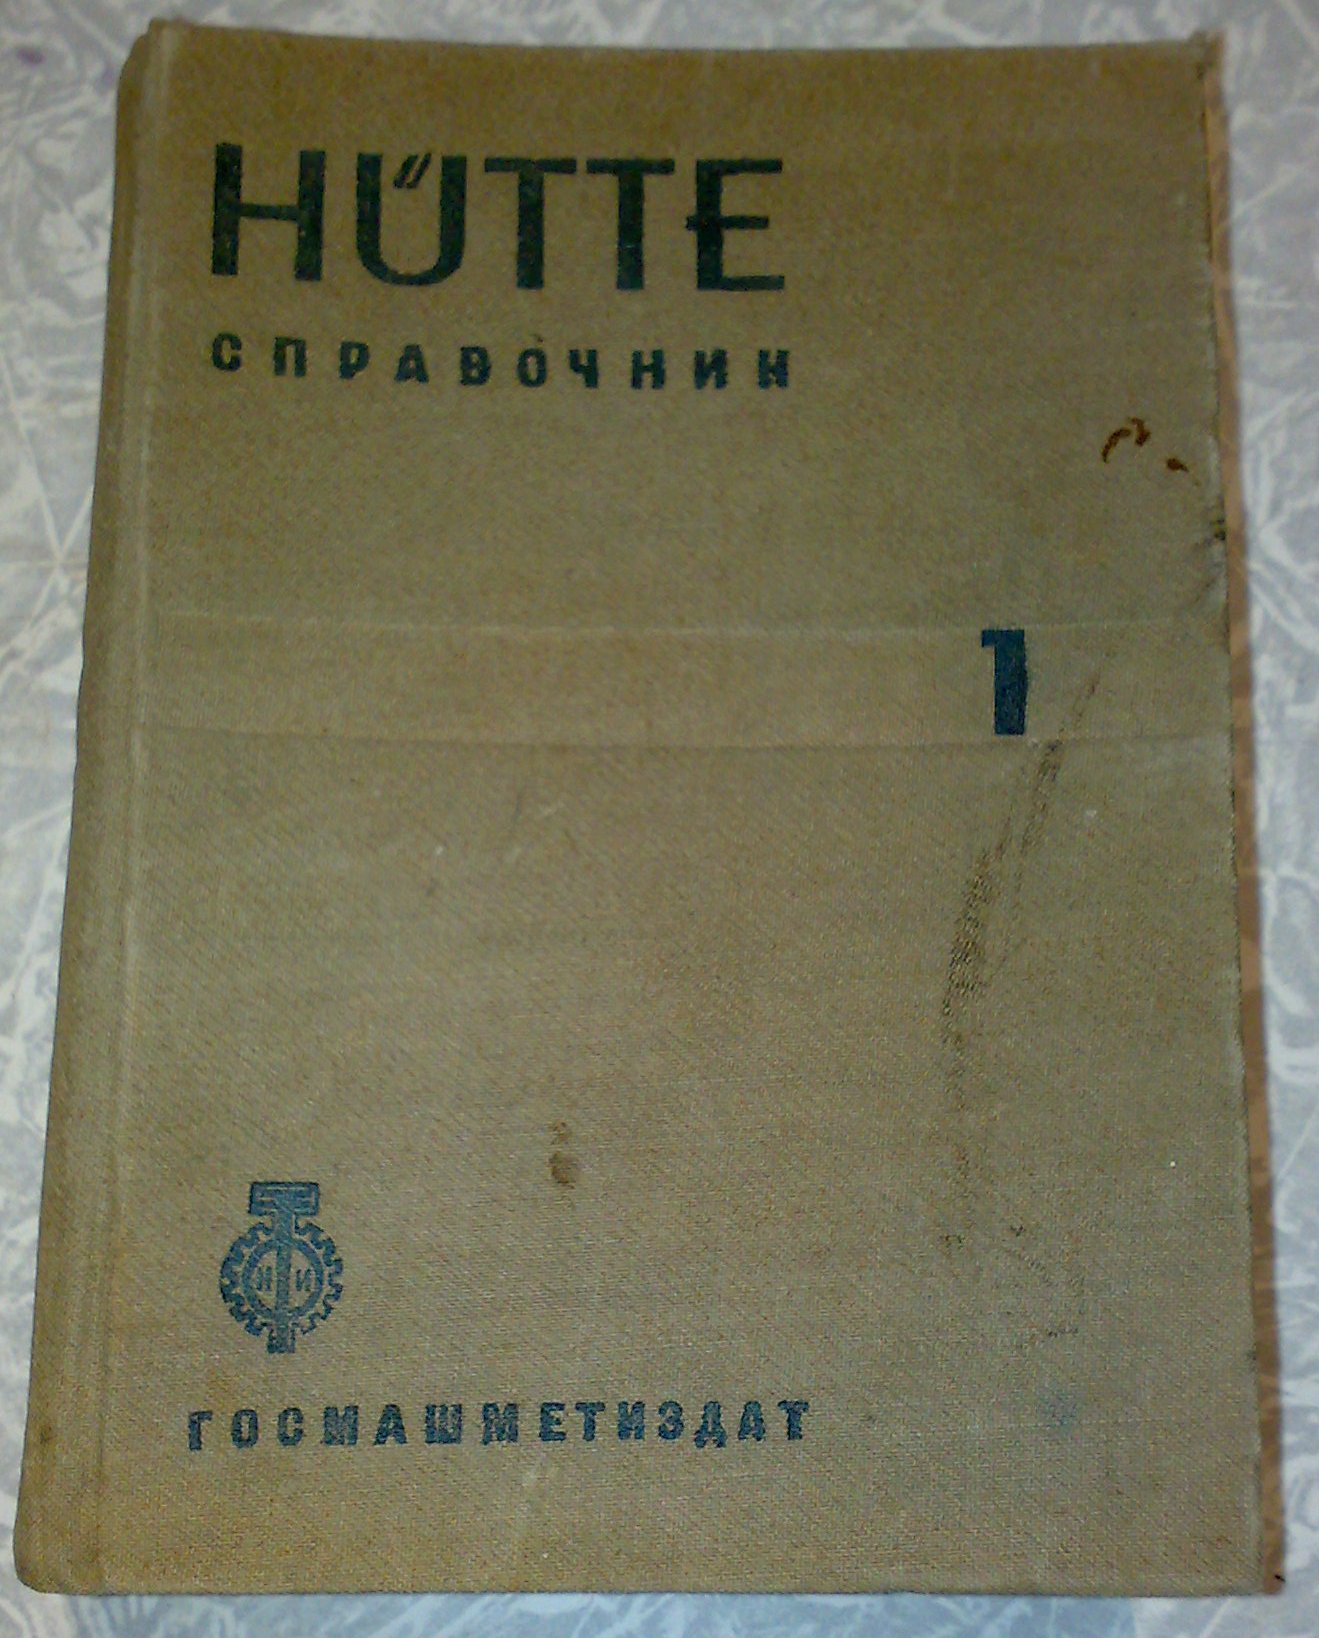 HÜTTE
СПРАВОЧНИК
1
Н И
ГОСМАШМЕТИЗДАТ